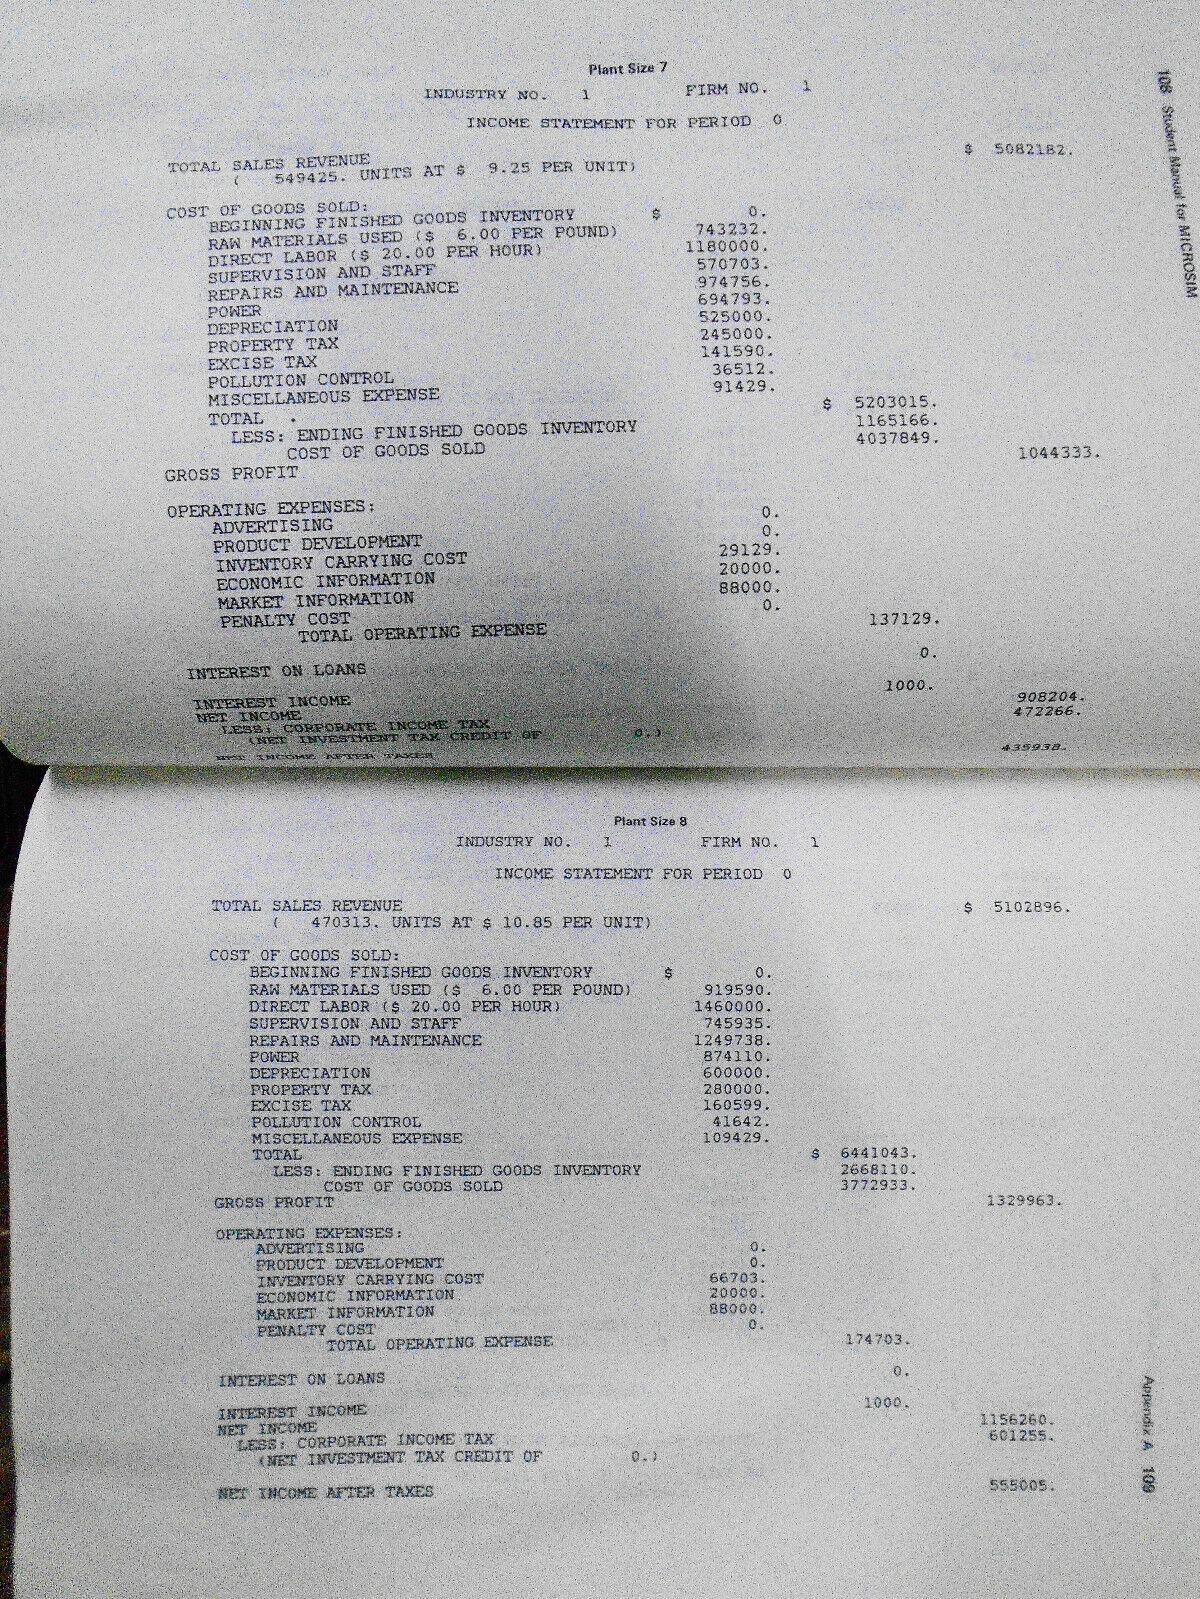 108 Student Manual for MICROSIM
Plant Size 7
INDUSTRY NO. 1 FIRM NO. 1
INCOME STATEMENT FOR PERIOD 0
TOTAL SALES REVENUE $ 5082182.
( 549425. UNITS AT $ 9.25 PER UNIT)
COST OF GOODS SOLD:
BEGINNING FINISHED GOODS INVENTORY $ 0.
RAW MATERIALS USED ($ 6.00 PER POUND) 743232.
DIRECT LABOR ($ 20.00 PER HOUR) 1180000.
SUPERVISION AND STAFF 570703.
REPAIRS AND MAINTENANCE 974756.
POWER 694793.
DEPRECIATION 525000.
PROPERTY TAX 245000.
EXCISE TAX 141590.
POLLUTION CONTROL 36512.
MISCELLANEOUS EXPENSE 91429.
TOTAL $ 5203015.
LESS: ENDING FINISHED GOODS INVENTORY 1165166.
COST OF GOODS SOLD 4037849.
GROSS PROFIT 1044333.
OPERATING EXPENSES:
ADVERTISING 0.
PRODUCT DEVELOPMENT 0.
INVENTORY CARRYING COST 29129.
ECONOMIC INFORMATION 20000.
MARKET INFORMATION 88000.
PENALTY COST 0.
TOTAL OPERATING EXPENSE 137129.
INTEREST ON LOANS 0.
INTEREST INCOME 1000.
NET INCOME 908204.
LESS: CORPORATE INCOME TAX 472266.
(NET INVESTMENT TAX CREDIT OF 0.)
NET INCOME AFTER TAXES 435938.
Plant Size 8
INDUSTRY NO. 1 FIRM NO. 1
INCOME STATEMENT FOR PERIOD 0
TOTAL SALES REVENUE $ 5102896.
( 470313. UNITS AT $ 10.85 PER UNIT)
COST OF GOODS SOLD:
BEGINNING FINISHED GOODS INVENTORY $ 0.
RAW MATERIALS USED ($ 6.00 PER POUND) 919590.
DIRECT LABOR ($ 20.00 PER HOUR) 1460000.
SUPERVISION AND STAFF 745935.
REPAIRS AND MAINTENANCE 1249738.
POWER 874110.
DEPRECIATION 600000.
PROPERTY TAX 280000.
EXCISE TAX 160599.
POLLUTION CONTROL 41642.
MISCELLANEOUS EXPENSE 109429.
TOTAL $ 6441043.
LESS: ENDING FINISHED GOODS INVENTORY 2668110.
COST OF GOODS SOLD 3772933.
GROSS PROFIT 1329963.
OPERATING EXPENSES:
ADVERTISING 0.
PRODUCT DEVELOPMENT 0.
INVENTORY CARRYING COST 66703.
ECONOMIC INFORMATION 20000.
MARKET INFORMATION 88000.
PENALTY COST 0.
TOTAL OPERATING EXPENSE 174703.
INTEREST ON LOANS 0.
INTEREST INCOME 1000.
NET INCOME 1156260.
LESS: CORPORATE INCOME TAX 601255.
(NET INVESTMENT TAX CREDIT OF 0.)
NET INCOME AFTER TAXES 555005.
Appendix A 109